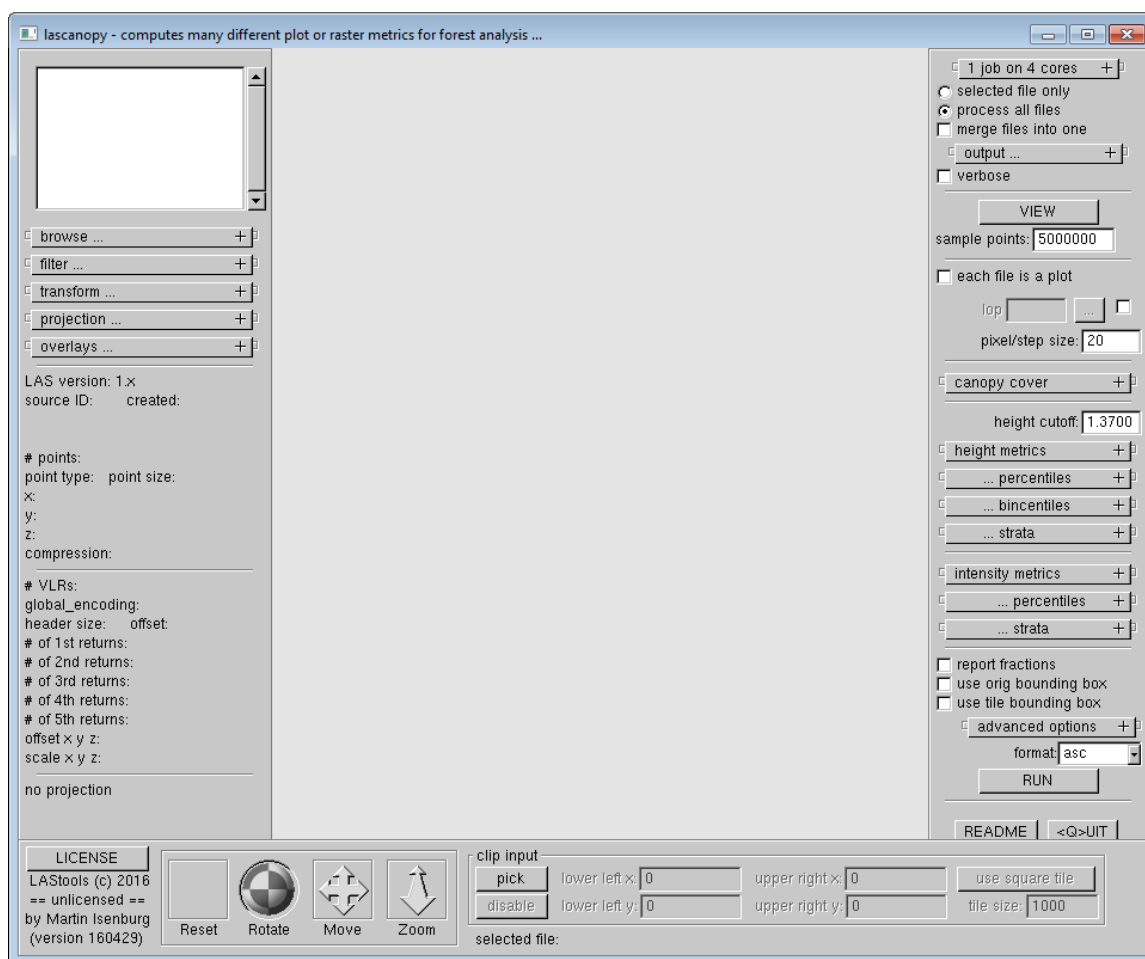 lascanopy - computes many different plot or raster metrics for forest analysis ...
browse ... +
filter ... +
transform ... +
projection ... +
overlays ... +
LAS version: 1.x
source ID: created:
# points:
point type: point size:
x:
y:
z:
compression:
# VLRs:
global_encoding:
header size: offset:
# of 1st returns:
# of 2nd returns:
# of 3rd returns:
# of 4th returns:
# of 5th returns:
offset x y z:
scale x y z:
no projection
1 job on 4 cores +
selected file only
process all files
merge files into one
output ... +
verbose
VIEW
sample points: 5000000
each file is a plot
lop ...
pixel/step size: 20
canopy cover +
height cutoff: 1.3700
height metrics +
... percentiles +
... bincentiles +
... strata +
intensity metrics +
... percentiles +
... strata +
report fractions
use orig bounding box
use tile bounding box
advanced options +
format: asc
RUN
README <Q>UIT
LICENSE
LAStools (c) 2016
== unlicensed ==
by Martin Isenburg
(version 160429)
Reset Rotate Move Zoom
clip input
pick lower left x: 0 upper right x: 0 use square tile
disable lower left y: 0 upper right y: 0 tile size: 1000
selected file: